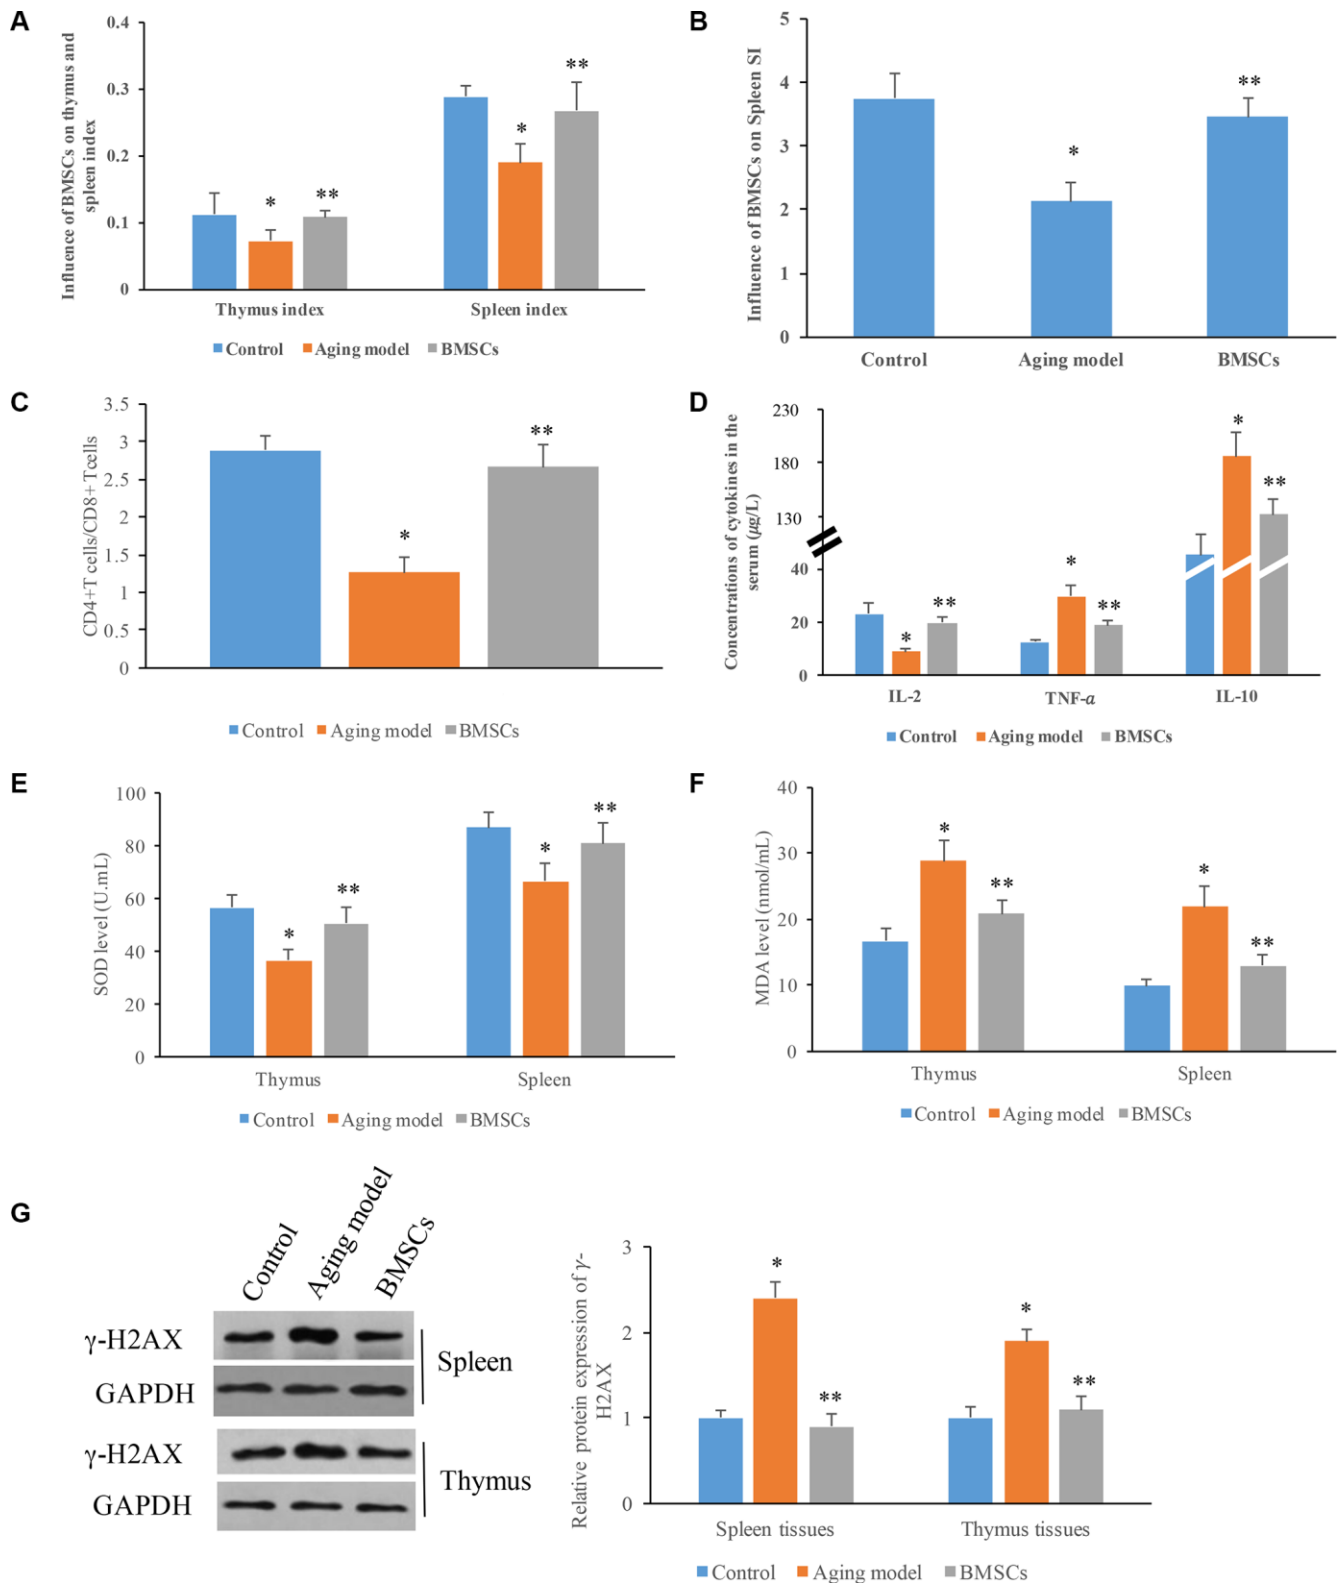 A
Influence of BMSCs on thymus and
spleen index
0.4
0.3
0.2
0.1
0
*
**
*
**
Thymus index
Spleen index
Control
Aging model
BMSCs
B
Influence of BMSCs on Spleen SI
5
4
3
2
1
0
*
**
Control
Aging model
BMSCs
C
CD4+T cells/CD8+ Tcells
3.5
3
2.5
2
1.5
1
0.5
0
*
**
Control
Aging model
BMSCs
D
Concentrations of cytokines in the
serum (μg/L)
230
180
130
40
20
0
*
**
*
**
*
**
IL-2
TNF-α
IL-10
Control
Aging model
BMSCs
E
SOD level (U.mL)
100
80
60
40
20
0
*
**
*
**
Thymus
Spleen
Control
Aging model
BMSCs
F
MDA level (nmol/mL)
40
30
20
10
0
*
**
*
**
Thymus
Spleen
Control
Aging model
BMSCs
G
Control
Aging model
BMSCs
γ-H2AX
GAPDH
Spleen
γ-H2AX
GAPDH
Thymus
Relative protein expression of γ-
H2AX
3
2
1
0
*
**
*
**
Spleen tissues
Thymus tissues
Control
Aging model
BMSCs